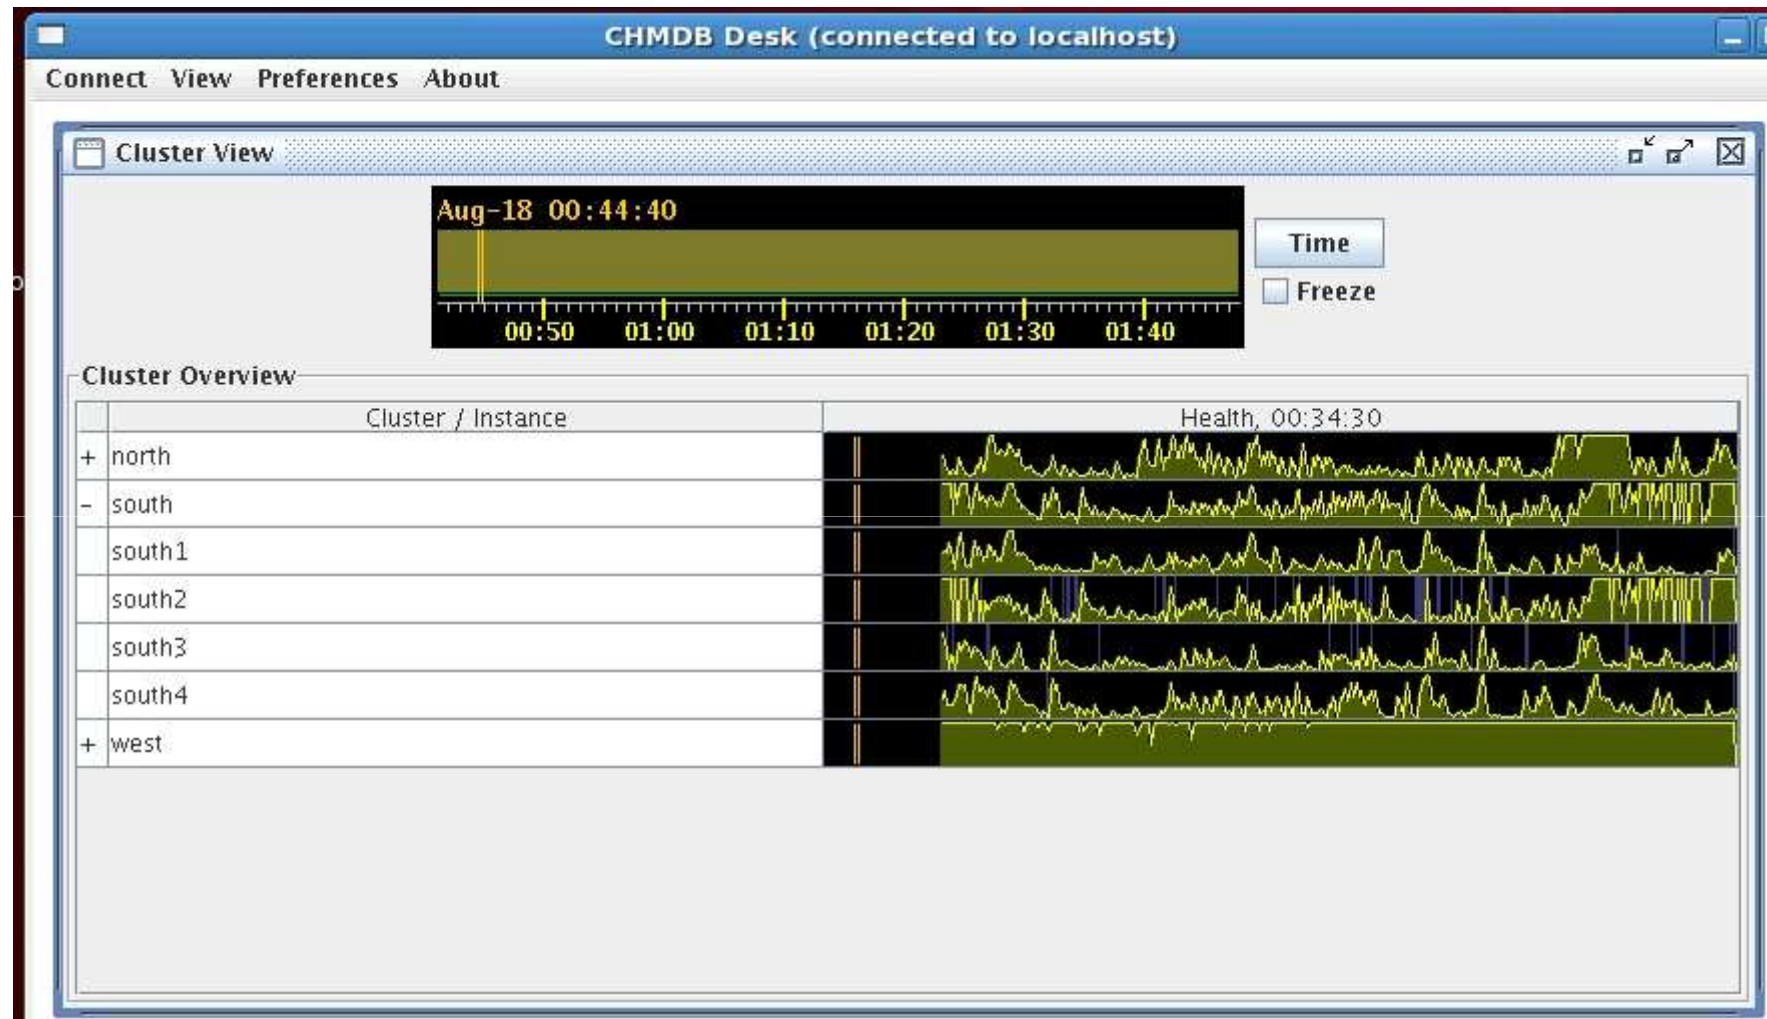 CHMDB Desk (connected to localhost)
Connect View Preferences About
Cluster View
Aug-18 00:44:40
Time
Freeze
00:50 01:00 01:10 01:20 01:30 01:40
Cluster Overview
Cluster / Instance Health, 00:34:30
+ north
- south
south1
south2
south3
south4
+ west